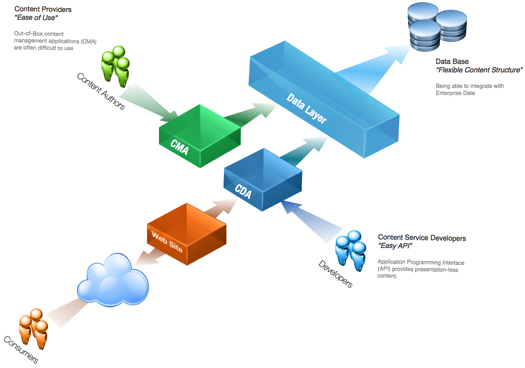 Content Providers
"Ease of Use"
Out-of-Box content
management applications (CMA)
are often difficult to use
Content Authors
CMA
Data Layer
Data Base
"Flexible Content Structure"
Being able to integrate with
Enterprise Data
CDA
Web Site
Content Service Developers
"Easy API"
Application Programming Interface
(API) provides presentation-less
content.
Developers
Consumers